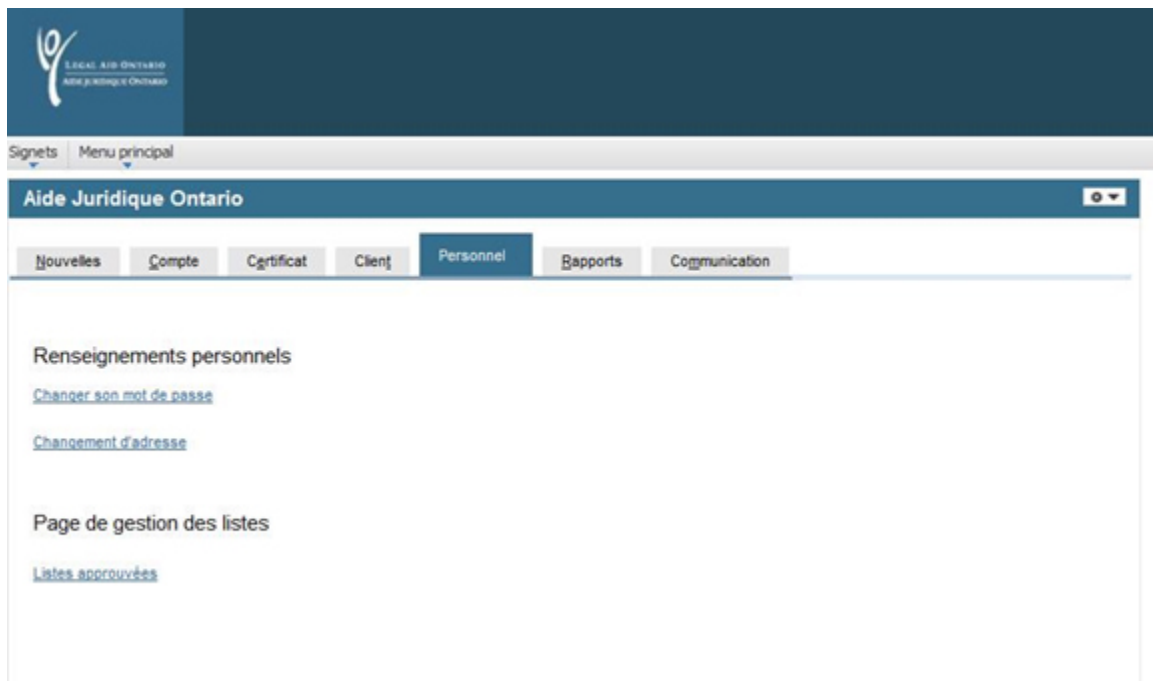 LEGAL AID ONTARIO
AIDE JURIDIQUE ONTARIO
Signets Menu principal
Aide Juridique Ontario
Nouvelles Compte Certificat Client Personnel Rapports Communication
Renseignements personnels
Changer son mot de passe
Changement d'adresse
Page de gestion des listes
Listes approuvées